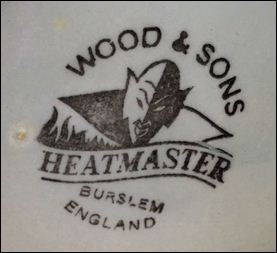 WOOD & SONS
HEATMASTER
BURSLEM
ENGLAND